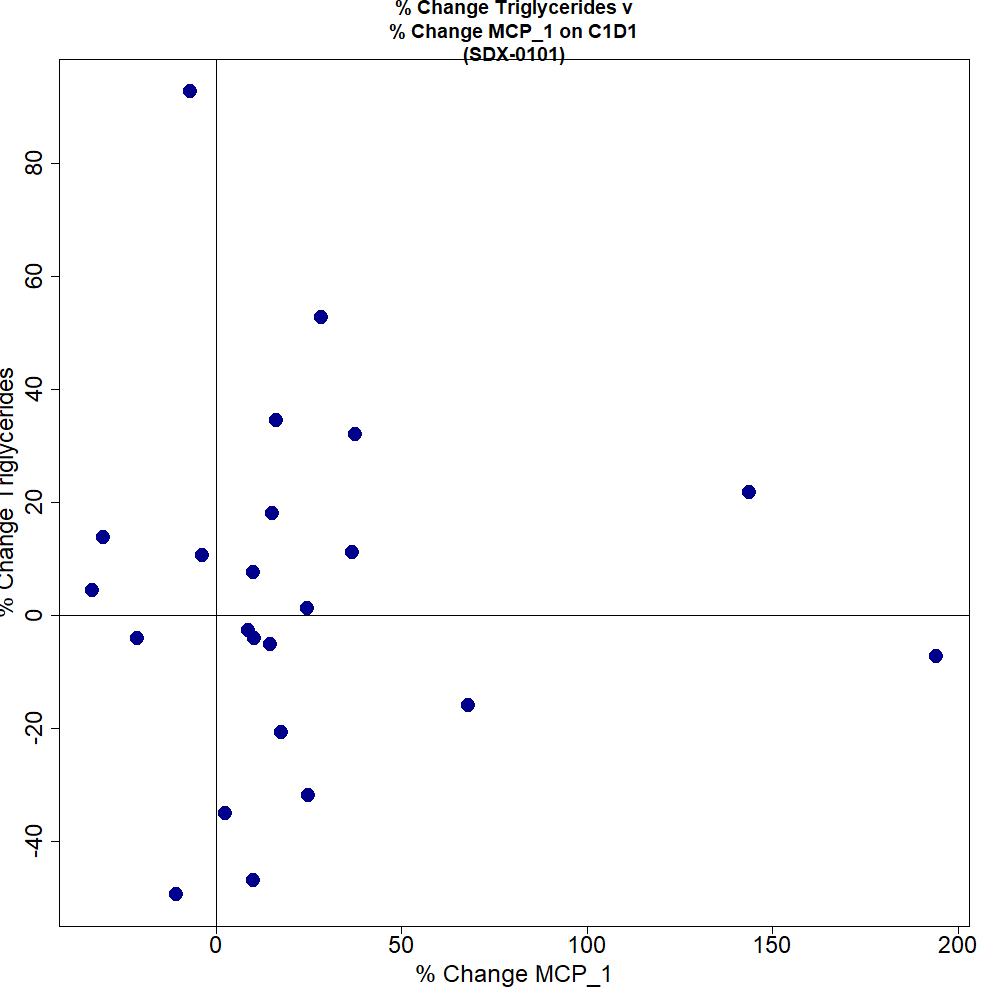 % Change Triglycerides v
% Change MCP_1 on C1D1
(SDX-0101)
% Change Triglycerides
80
60
40
20
0
-20
-40
0
50
100
150
200
% Change MCP_1